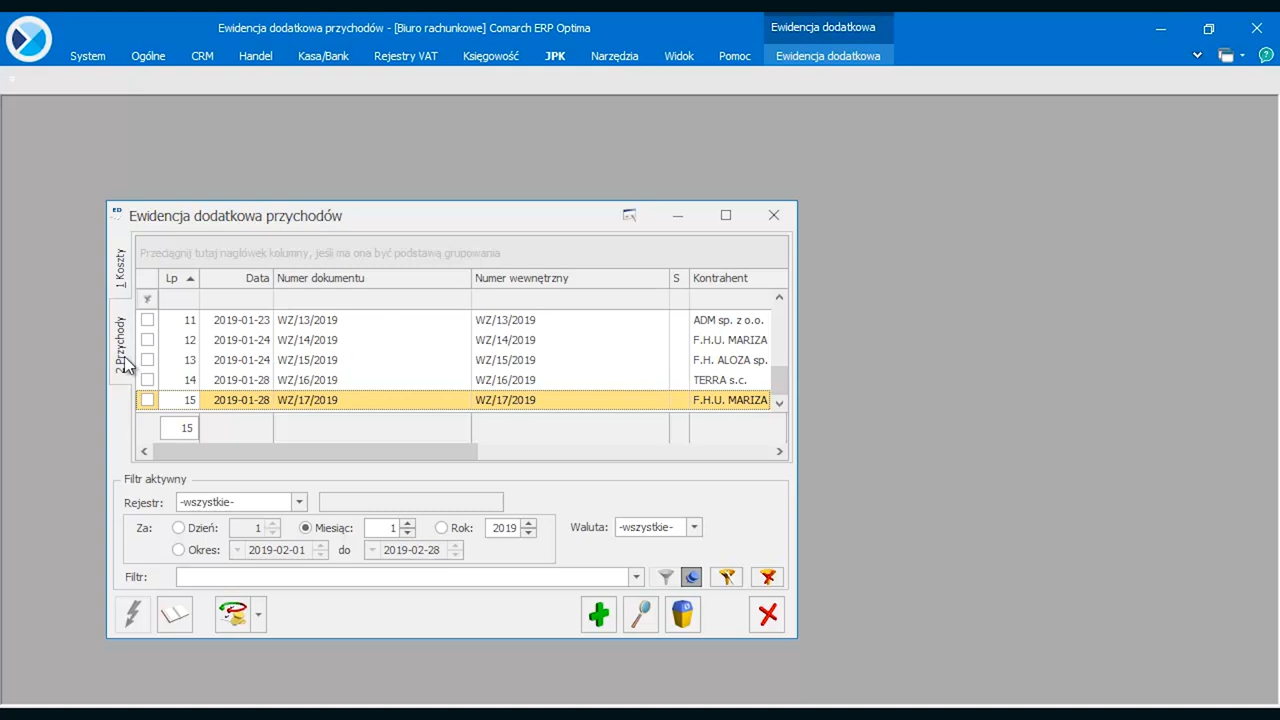 Ewidencja dodatkowa przychodów - [Biuro rachunkowe] Comarch ERP Optima
Ewidencja dodatkowa
System Ogólne CRM Handel Kasa/Bank Rejestry VAT Księgowość JPK Narzędzia Widok Pomoc Ewidencja dodatkowa
Ewidencja dodatkowa przychodów
1 Koszty
2 Przychody
Przeciągnij tutaj nagłówek kolumny, jeśli ma ona być podstawą grupowania
Lp Data Numer dokumentu Numer wewnętrzny S Kontrahent
11 2019-01-23 WZ/13/2019 WZ/13/2019 ADM sp. z o.o.
12 2019-01-24 WZ/14/2019 WZ/14/2019 F.H.U. MARIZA
13 2019-01-24 WZ/15/2019 WZ/15/2019 F.H. ALOZA sp.
14 2019-01-28 WZ/16/2019 WZ/16/2019 TERRA s.c.
15 2019-01-28 WZ/17/2019 WZ/17/2019 F.H.U. MARIZA
15
Filtr aktywny
Rejestr: -wszystkie-
Za: Dzień: 1 Miesiąc: 1 Rok: 2019 Waluta: -wszystkie-
Okres: 2019-02-01 do 2019-02-28
Filtr: